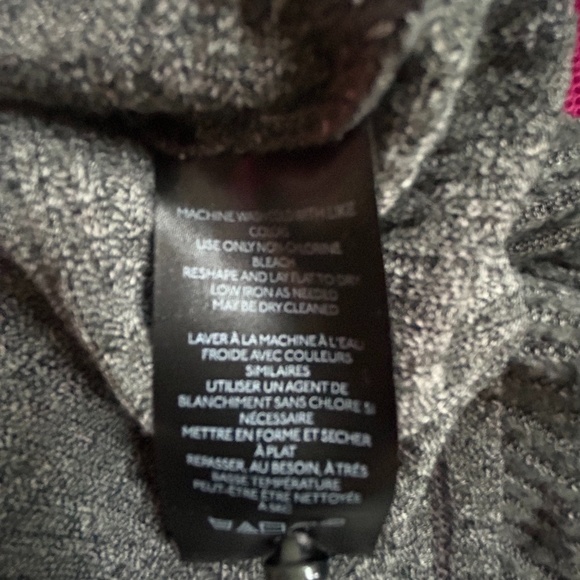 MACHINE WASH COLD WITH LIKE
COLORS
USE ONLY NON-CHLORINE
BLEACH
RESHAPE AND LAY FLAT TO DRY
LOW IRON AS NEEDED
MAY BE DRY CLEANED
LAVER À LA MACHINE À L'EAU
FROIDE AVEC COULEURS
SIMILAIRES
UTILISER UN AGENT DE
BLANCHIMENT SANS CHLORE SI
NÉCESSAIRE
METTRE EN FORME ET SÉCHER
À PLAT
REPASSER, AU BESOIN, À TRÈS
BASSE TEMPÉRATURE
PEUT-ÊTRE ÊTRE NETTOYÉE
À SEC